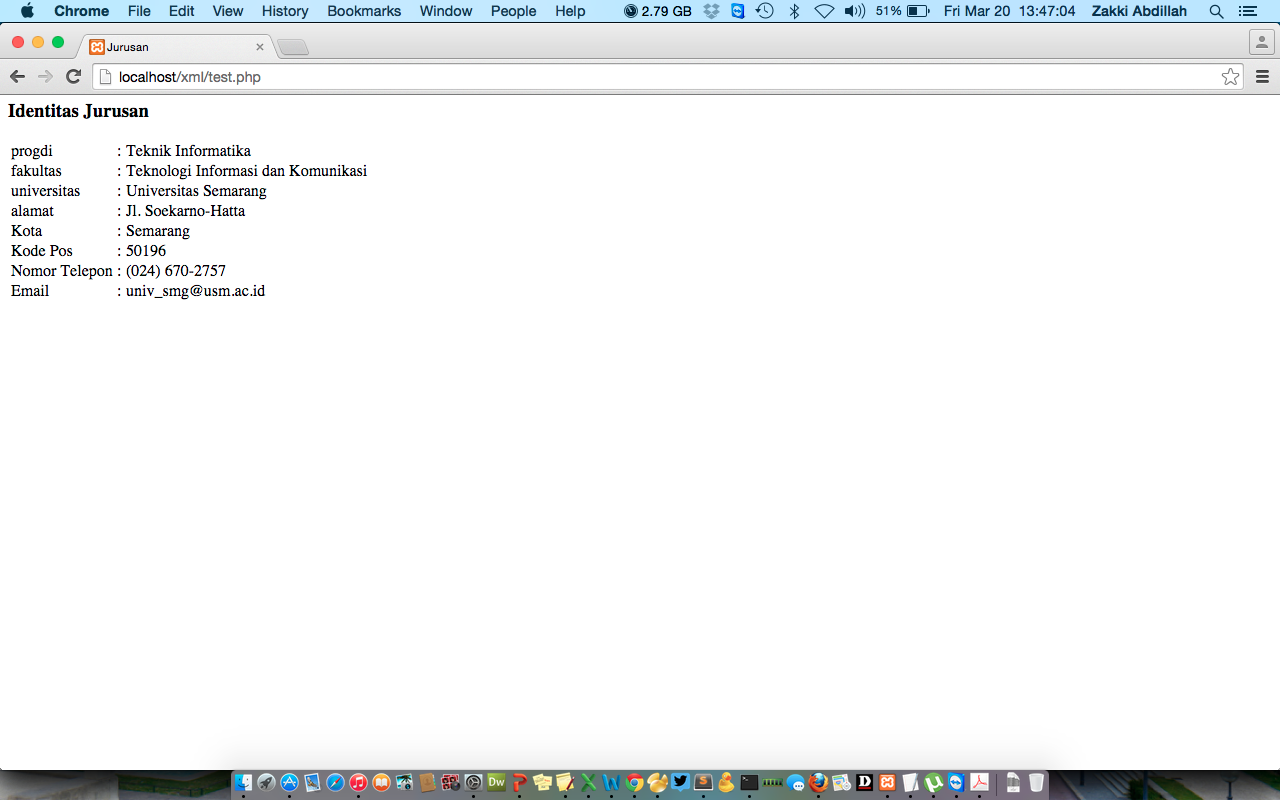 Chrome File Edit View History Bookmarks Window People Help 2.79 GB 51% Fri Mar 20 13:47:04 Zakki Abdillah
Jurusan
localhost/xml/test.php
Identitas Jurusan
progdi : Teknik Informatika
fakultas : Teknologi Informasi dan Komunikasi
universitas : Universitas Semarang
alamat : Jl. Soekarno-Hatta
Kota : Semarang
Kode Pos : 50196
Nomor Telepon : (024) 670-2757
Email : univ_smg@usm.ac.id
Dw